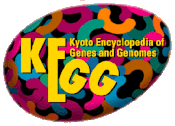 KEGG
Kyoto Encyclopedia of
Genes and Genomes